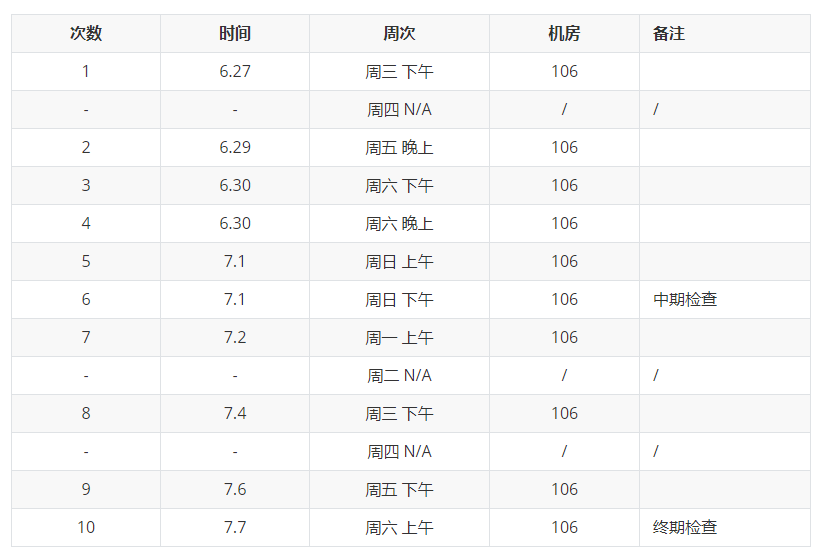 次数 时间 周次 机房 备注
1 6.27 周三 下午 106
- - 周四 N/A / /
2 6.29 周五 晚上 106
3 6.30 周六 下午 106
4 6.30 周六 晚上 106
5 7.1 周日 上午 106
6 7.1 周日 下午 106 中期检查
7 7.2 周一 上午 106
- - 周二 N/A / /
8 7.4 周三 下午 106
- - 周四 N/A / /
9 7.6 周五 下午 106
10 7.7 周六 上午 106 终期检查